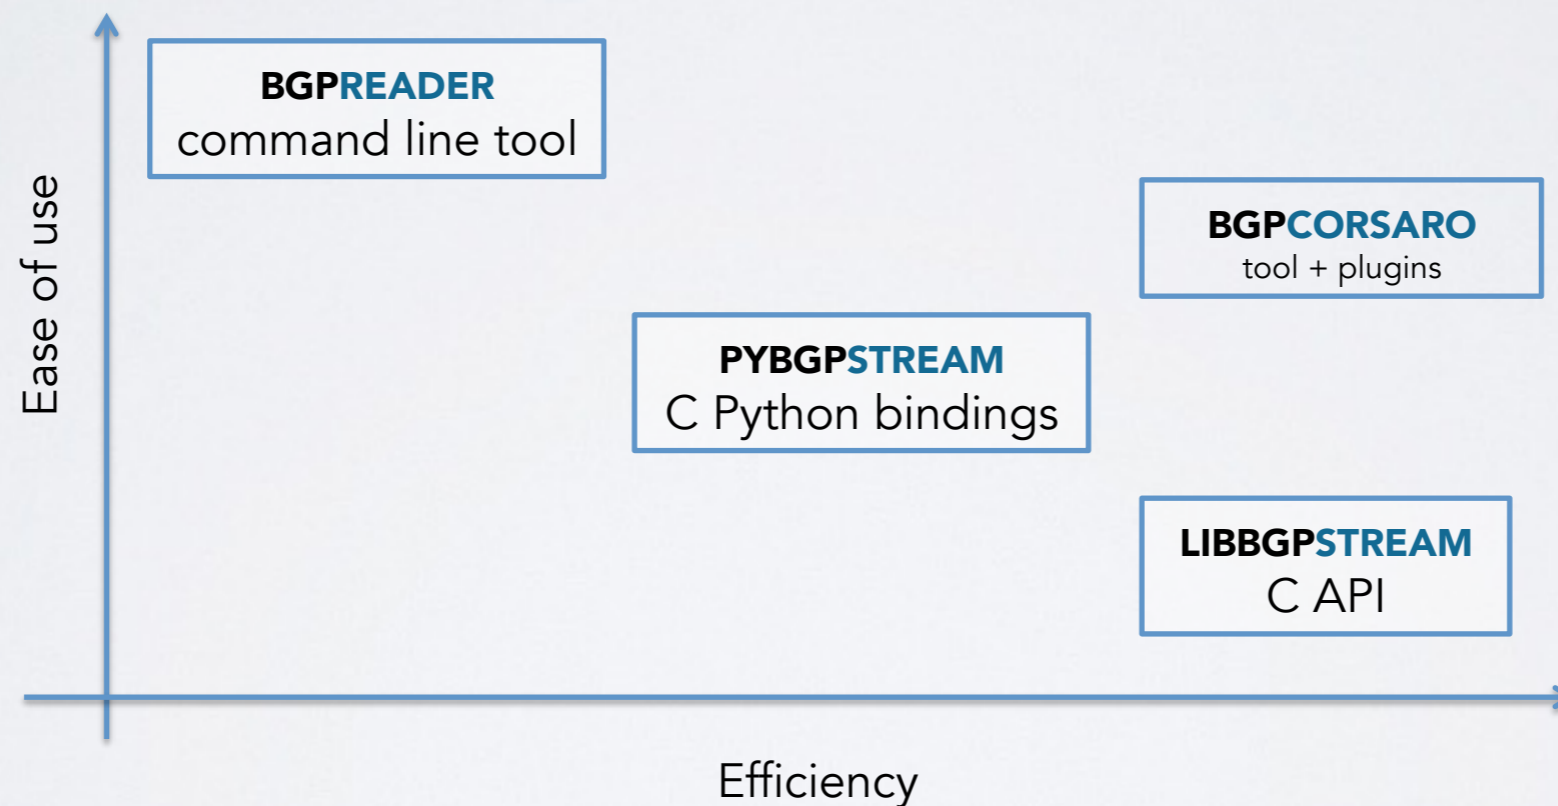 BGPREADER
command line tool
Ease of use
BGPCORSARO
tool + plugins
PYBGPSTREAM
C Python bindings
LIBBGPSTREAM
C API
Efficiency